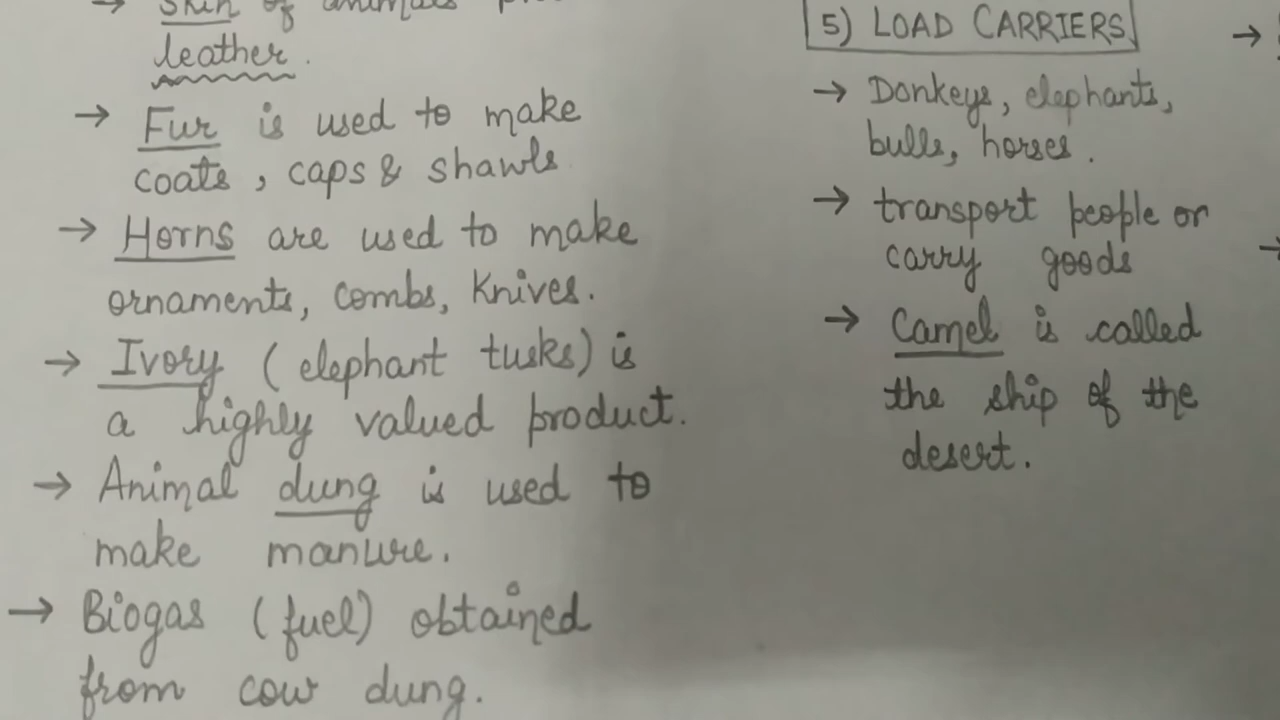 → Skin of animals
leather.
→ Fur is used to make
coats, caps & shawls
→ Horns are used to make
ornaments, combs, Knives.
→ Ivory (elephant tusks) is
a highly valued product.
→ Animal dung is used to
make manure.
→ Biogas (fuel) obtained
from cow dung.
5) LOAD CARRIERS
→ Donkeys, elephants,
bulls, horses.
→ transport people or
carry goods
→ Camel is called
the ship of the
desert.
→
→